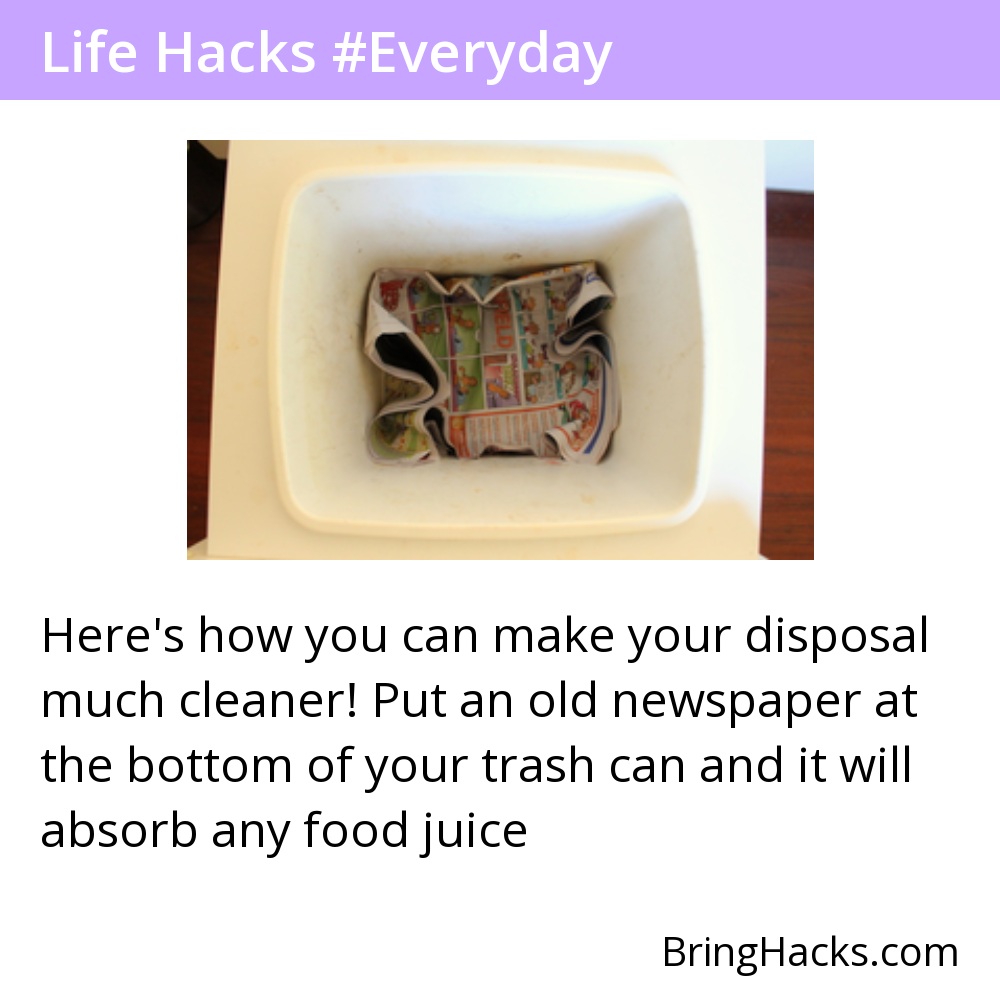 Life Hacks #Everyday
Here's how you can make your disposal
much cleaner! Put an old newspaper at
the bottom of your trash can and it will
absorb any food juice
BringHacks.com